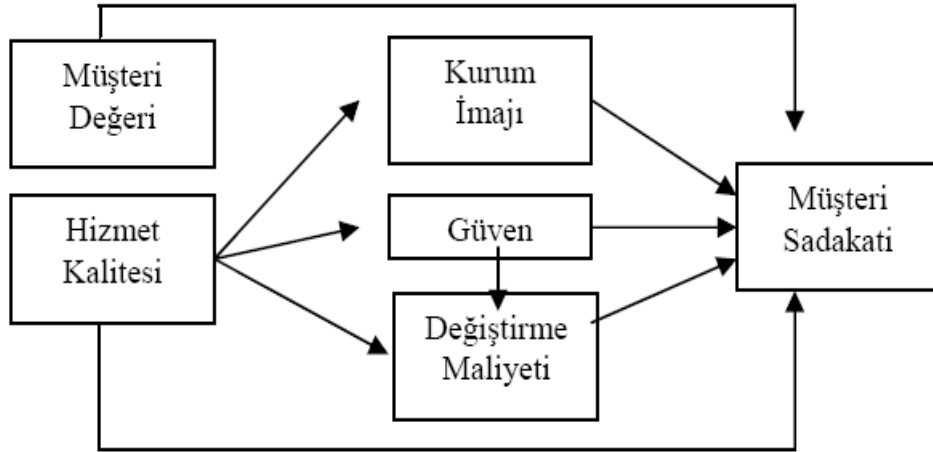 Müşteri
Değeri
Kurum
İmajı
Hizmet
Kalitesi
Güven
Değiştirme
Maliyeti
Müşteri
Sadakati